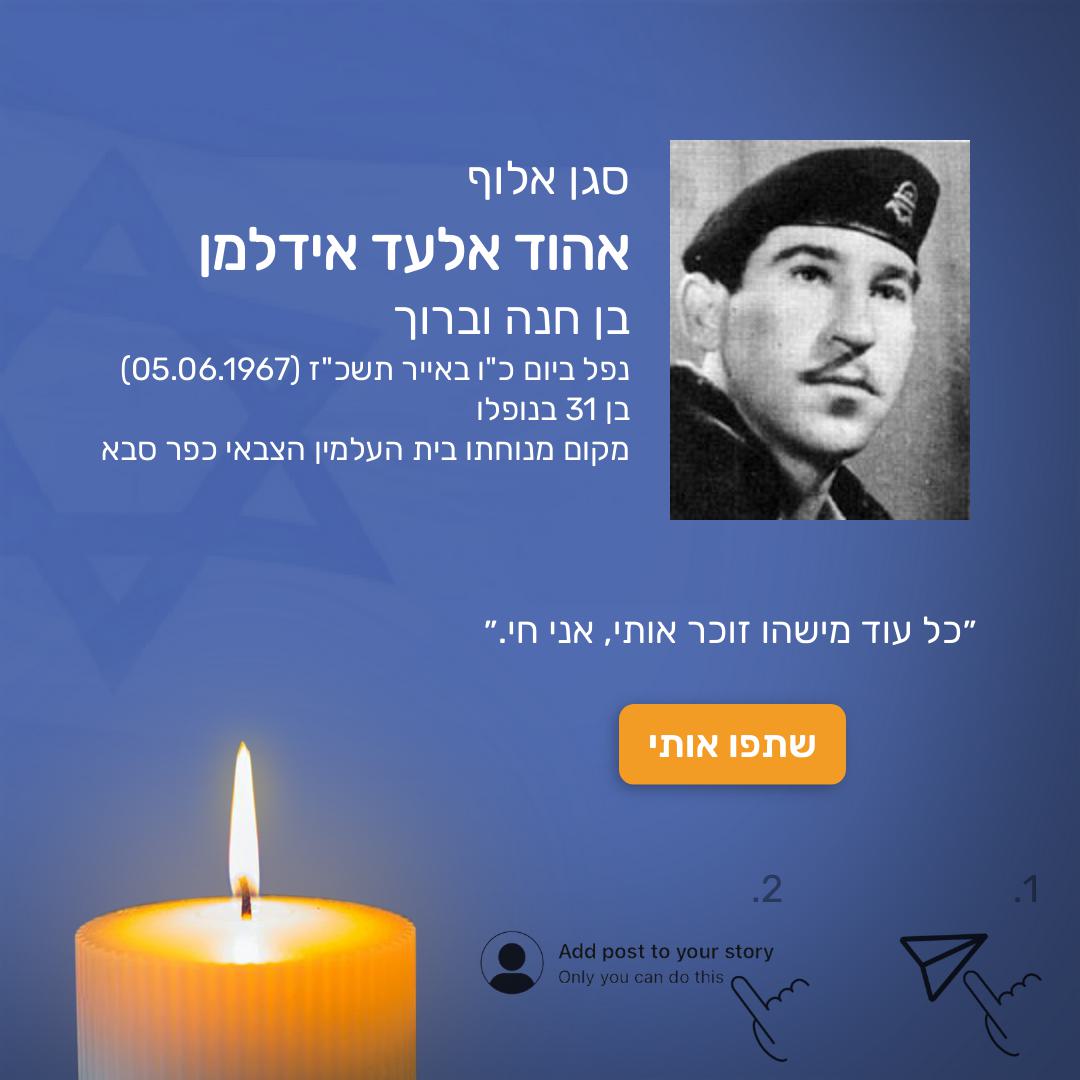 סגן אלוף
אהוד אלעד אידלמן
בן חנה וברוך
נפל ביום כ"ו באייר תשכ"ז (05.06.1967)
בן 31 בנופלו
מקום מנוחתו בית העלמין הצבאי כפר סבא
״כל עוד מישהו זוכר אותי, אני חי.״
שתפו אותי
1.
2.
Add post to your story
Only you can do this